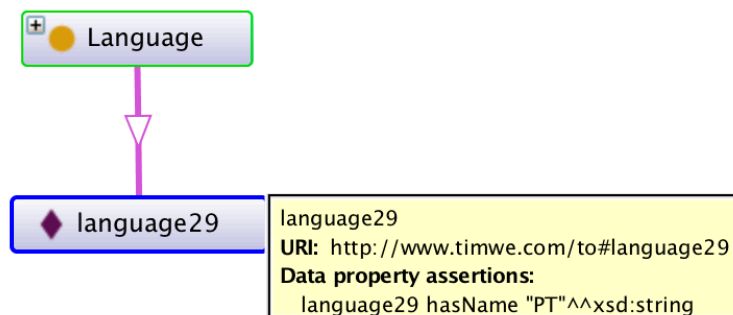 Language
language29
language29
URI: http://www.timwe.com/to#language29
Data property assertions:
language29 hasName "PT"^^xsd:string